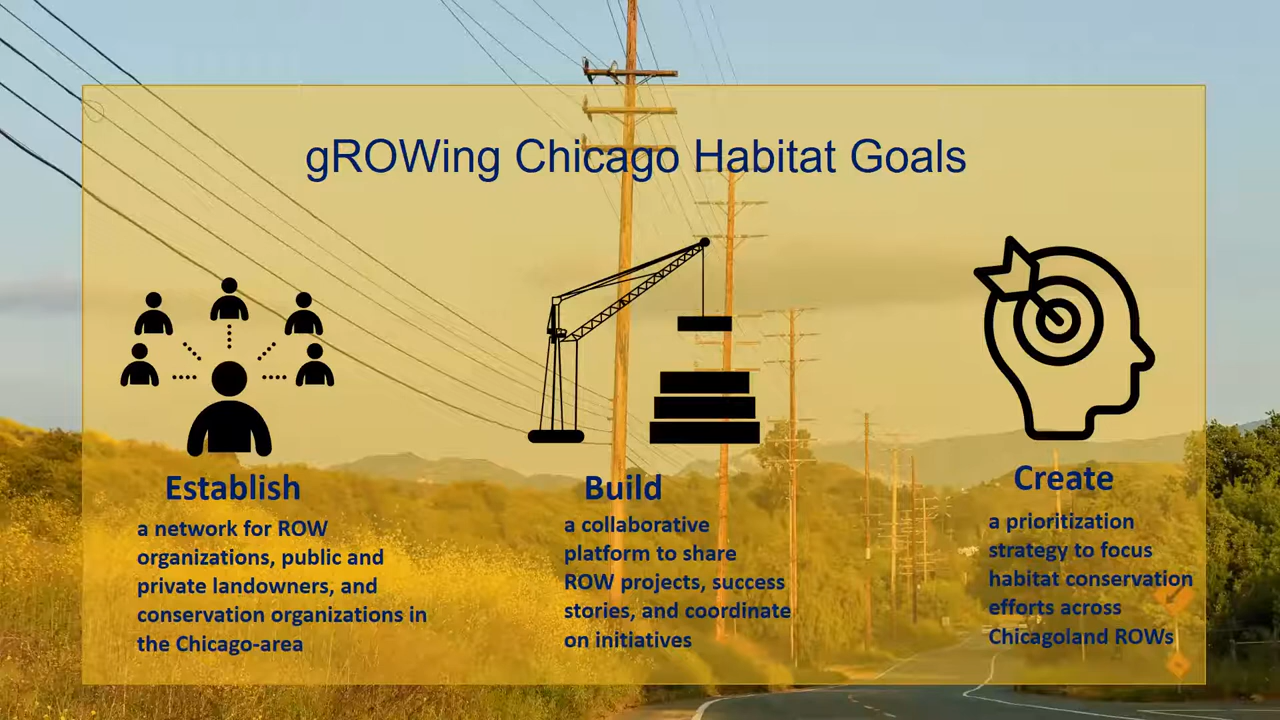 gROWing Chicago Habitat Goals
Establish
a network for ROW
organizations, public and
private landowners, and
conservation organizations in
the Chicago-area
Build
a collaborative
platform to share
ROW projects, success
stories, and coordinate
on initiatives
Create
a prioritization
strategy to focus
habitat conservation
efforts across
Chicagoland ROWs